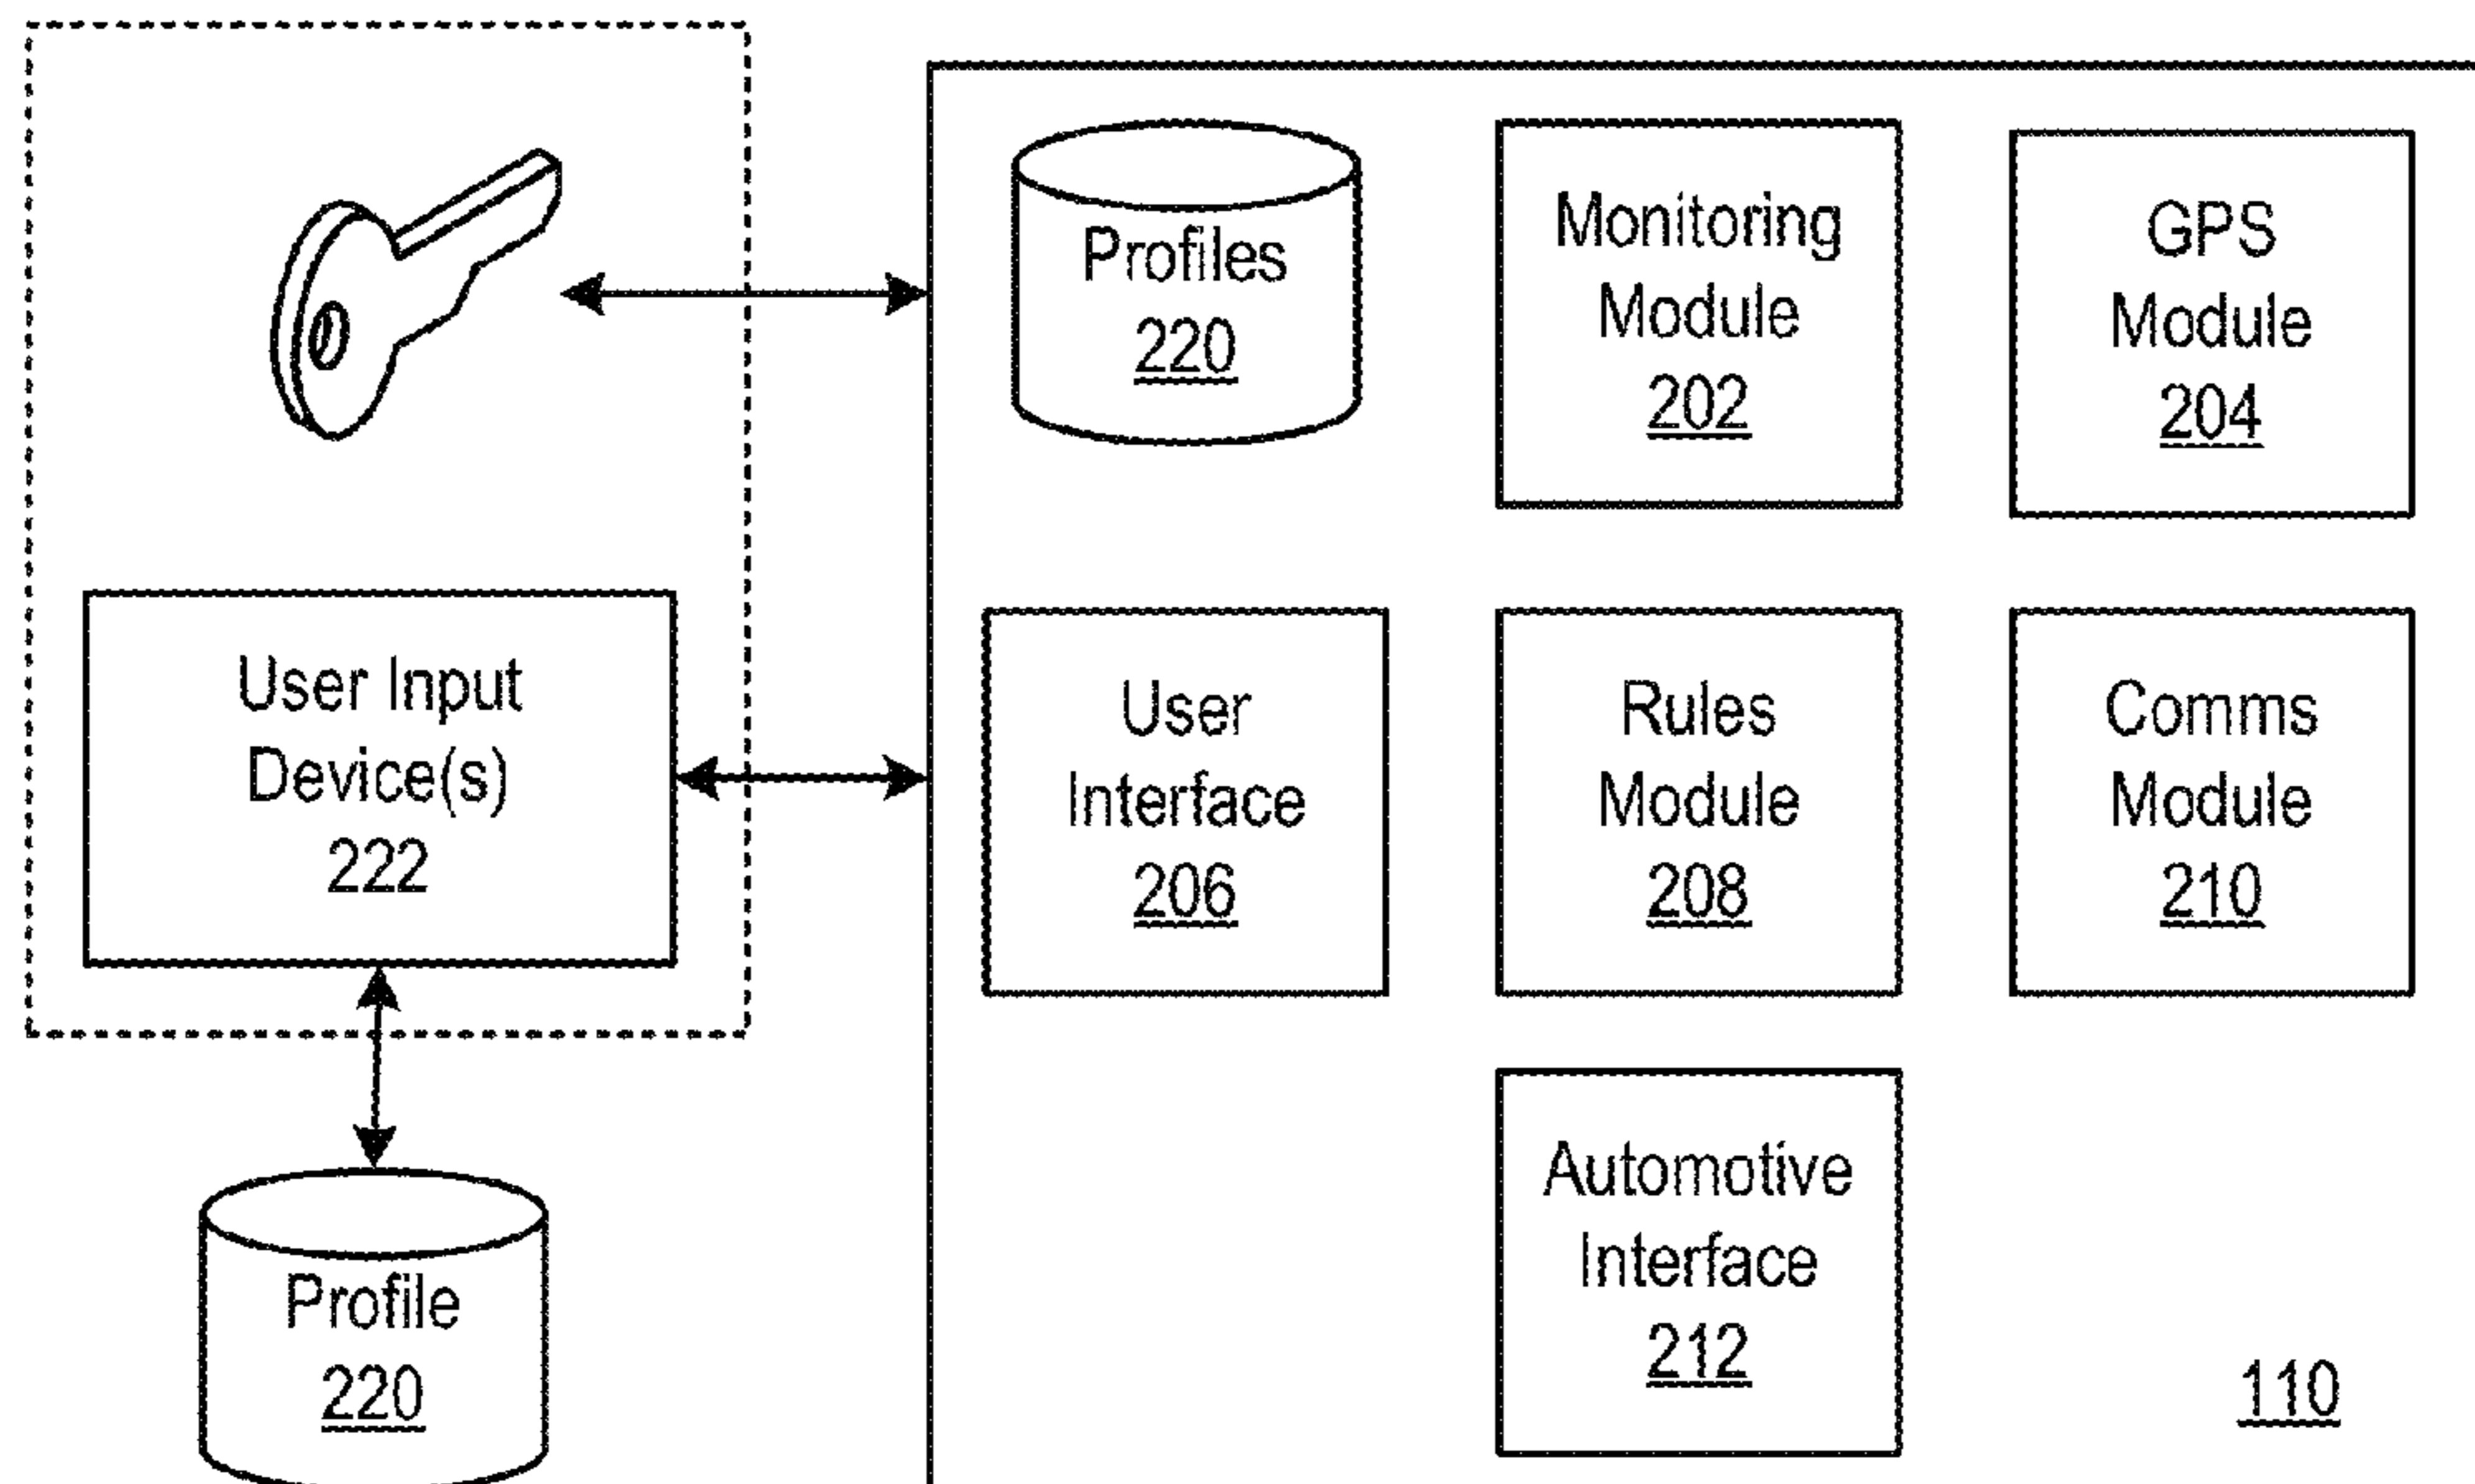 Profiles
220
Monitoring
Module
202
GPS
Module
204
User Input
Device(s)
222
User
Interface
206
Rules
Module
208
Comms
Module
210
Profile
220
Automotive
Interface
212
110